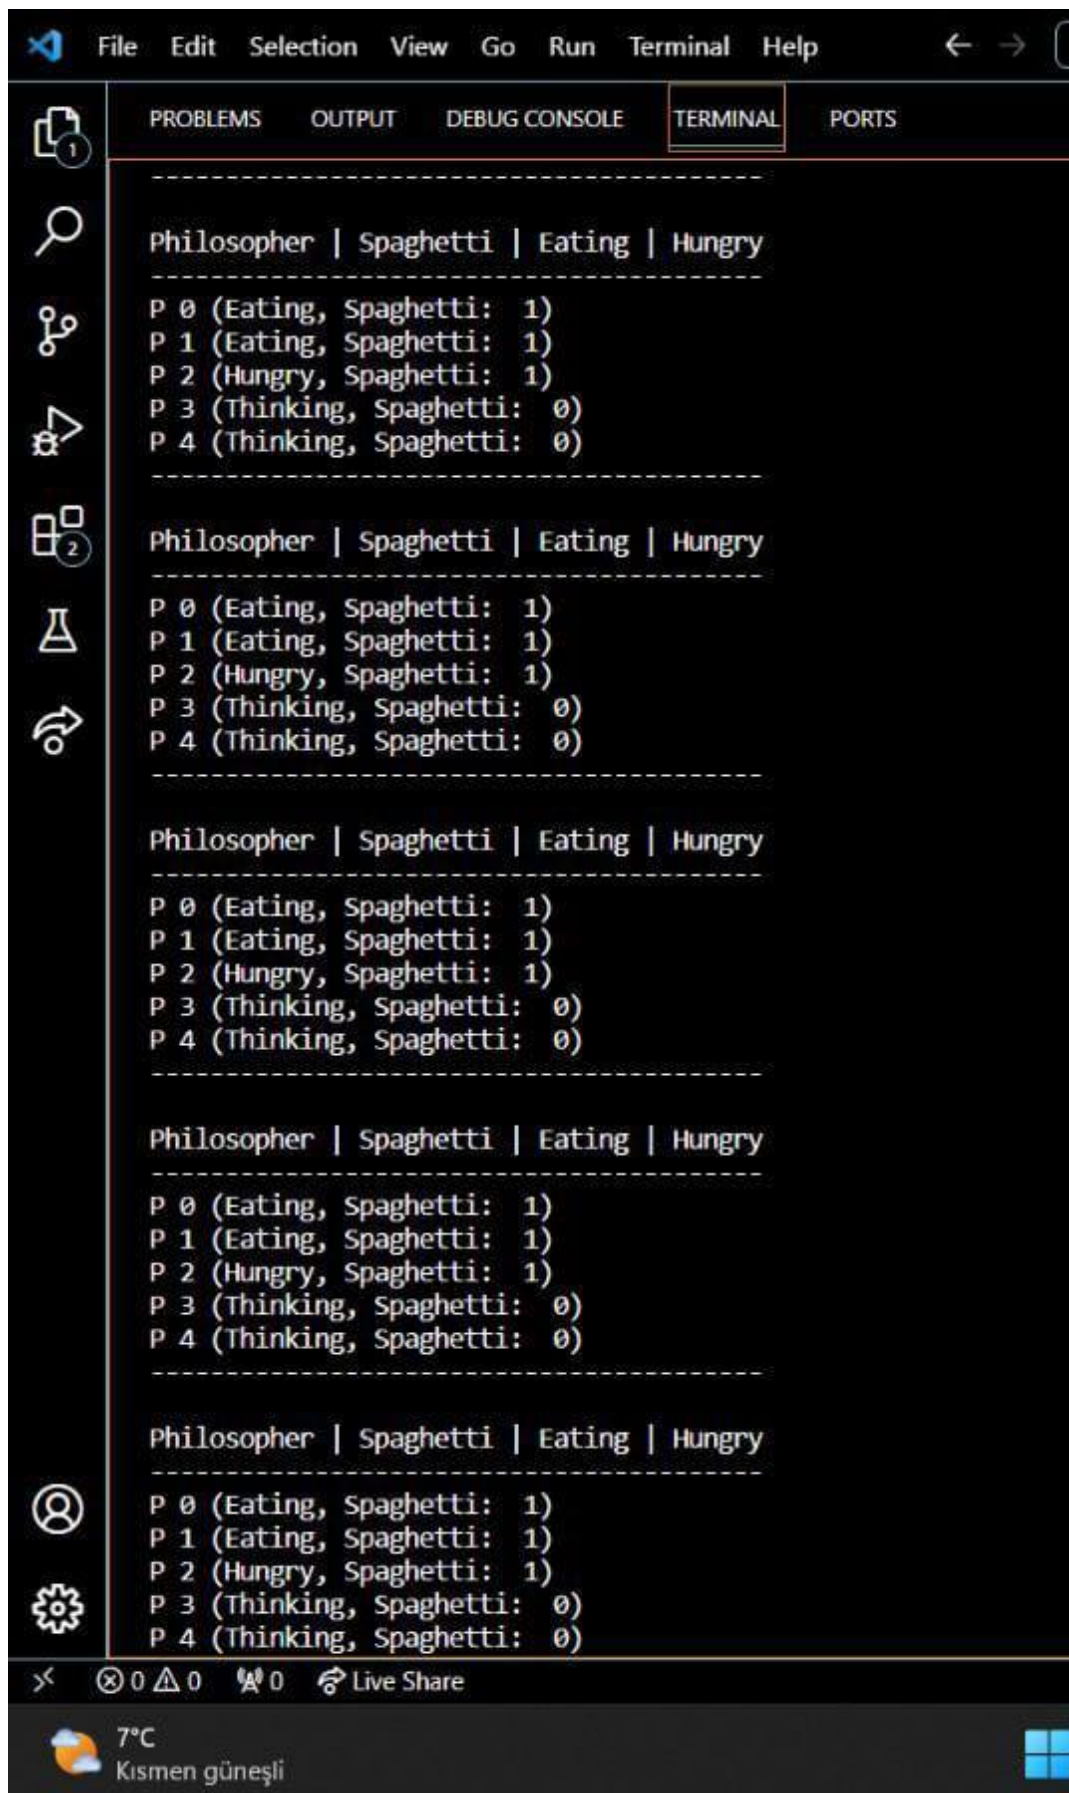 File Edit Selection View Go Run Terminal Help
PROBLEMS OUTPUT DEBUG CONSOLE TERMINAL PORTS
-----------------------------------------
Philosopher | Spaghetti | Eating | Hungry
-----------------------------------------
P 0 (Eating, Spaghetti:  1)
P 1 (Eating, Spaghetti:  1)
P 2 (Hungry, Spaghetti:  1)
P 3 (Thinking, Spaghetti:  0)
P 4 (Thinking, Spaghetti:  0)
-----------------------------------------
Philosopher | Spaghetti | Eating | Hungry
-----------------------------------------
P 0 (Eating, Spaghetti:  1)
P 1 (Eating, Spaghetti:  1)
P 2 (Hungry, Spaghetti:  1)
P 3 (Thinking, Spaghetti:  0)
P 4 (Thinking, Spaghetti:  0)
-----------------------------------------
Philosopher | Spaghetti | Eating | Hungry
-----------------------------------------
P 0 (Eating, Spaghetti:  1)
P 1 (Eating, Spaghetti:  1)
P 2 (Hungry, Spaghetti:  1)
P 3 (Thinking, Spaghetti:  0)
P 4 (Thinking, Spaghetti:  0)
-----------------------------------------
Philosopher | Spaghetti | Eating | Hungry
-----------------------------------------
P 0 (Eating, Spaghetti:  1)
P 1 (Eating, Spaghetti:  1)
P 2 (Hungry, Spaghetti:  1)
P 3 (Thinking, Spaghetti:  0)
P 4 (Thinking, Spaghetti:  0)
-----------------------------------------
Philosopher | Spaghetti | Eating | Hungry
-----------------------------------------
P 0 (Eating, Spaghetti:  1)
P 1 (Eating, Spaghetti:  1)
P 2 (Hungry, Spaghetti:  1)
P 3 (Thinking, Spaghetti:  0)
P 4 (Thinking, Spaghetti:  0)
1
2
0 0 0 Live Share
7°C
Kısmen güneşli